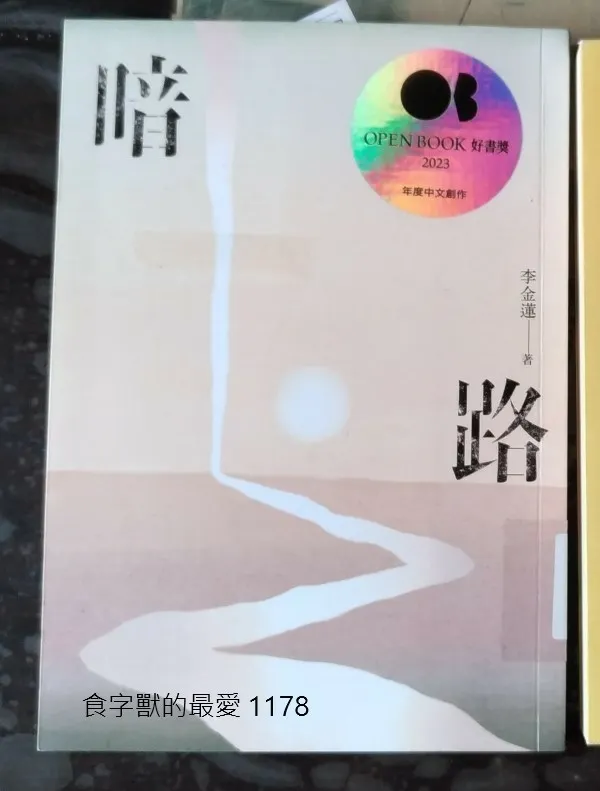 暗
OPEN BOOK 好書獎
2023
年度中文創作
李金蓮——著
路
食字獸的最愛 1178